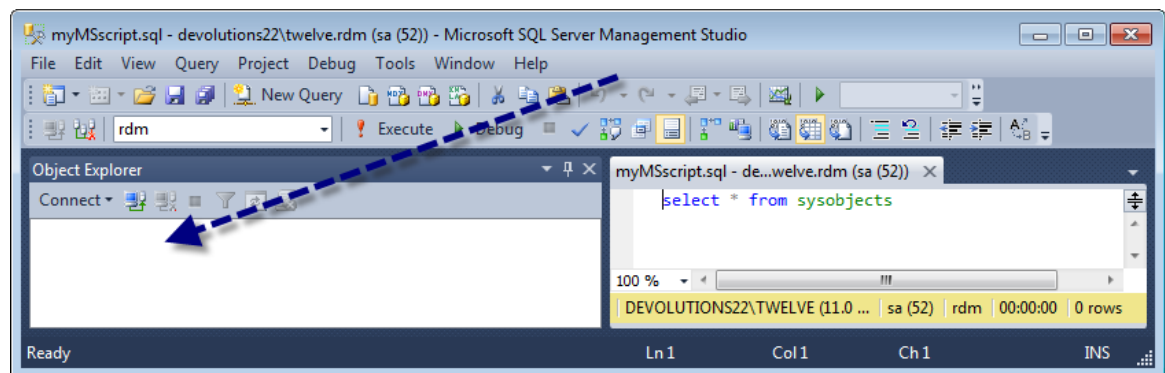 myMSscript.sql - devolutions22\twelve.rdm (sa (52)) - Microsoft SQL Server Management Studio
File Edit View Query Project Debug Tools Window Help
New Query
rdm Execute Debug
Object Explorer
Connect
myMSscript.sql - de...welve.rdm (sa (52))
select * from sysobjects
100 %
DEVOLUTIONS22\TWELVE (11.0 ... sa (52) rdm 00:00:00 0 rows
Ready Ln 1 Col 1 Ch 1 INS